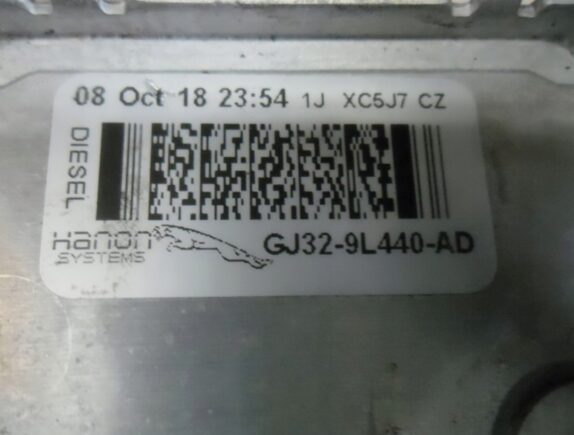 08 Oct 18 23:54 1J XC5J7 CZ
DIESEL
Hanon
SYSTEMS
GJ32-9L440-AD